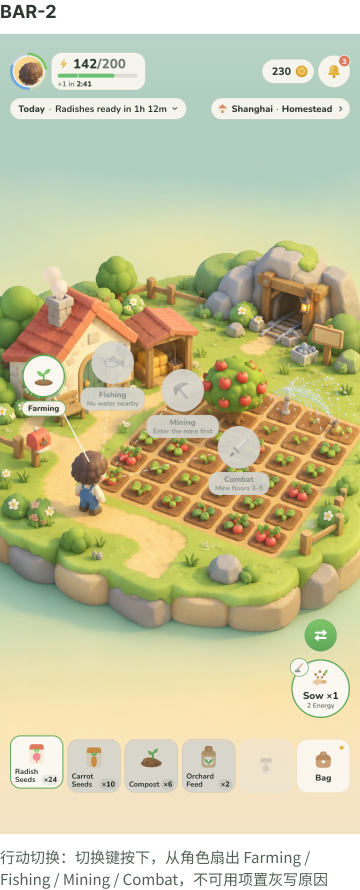 BAR-2
142/200
+1 in 2:41
230
3
Today · Radishes ready in 1h 12m
Shanghai · Homestead
Farming
Fishing
No water nearby
Mining
Enter the mine first
Combat
Mine floors 3–5
Sow ×1
2 Energy
Radish
Seeds ×24
Carrot
Seeds ×10
Compost ×6
Orchard
Feed ×2
Bag
行动切换：切换键按下，从角色扇出 Farming /
Fishing / Mining / Combat，不可用项置灰写原因